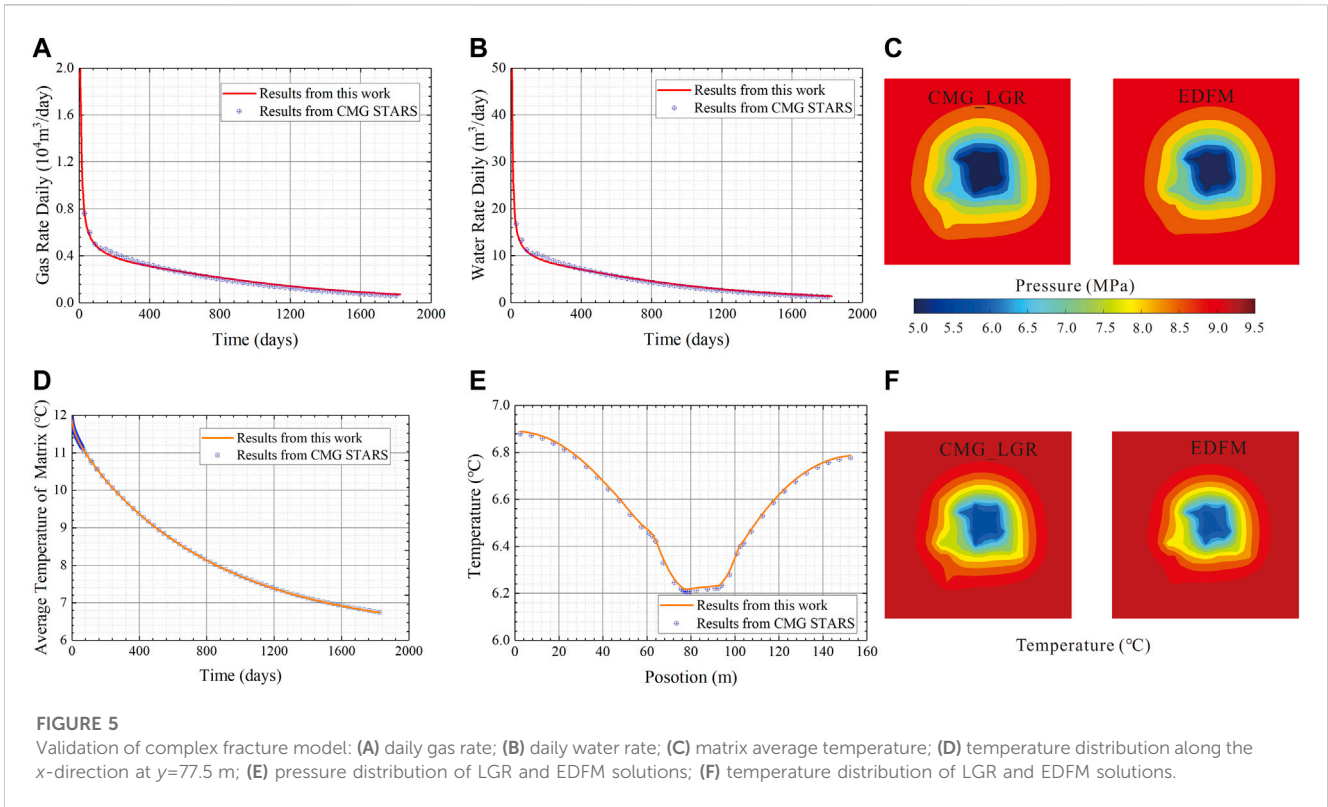 A
2.0
1.6
1.2
0.8
0.4
0.0
0 400 800 1200 1600 2000
Gas Rate Daily (10⁴m³/day)
Time (days)
Results from this work
Results from CMG STARS
B
50
40
30
20
10
0
0 400 800 1200 1600 2000
Water Rate Daily (m³/day)
Time (days)
Results from this work
Results from CMG STARS
C
CMG_LGR
EDFM
Pressure (MPa)
5.0 5.5 6.0 6.5 7.0 7.5 8.0 8.5 9.0 9.5
D
12
11
10
9
8
7
6
0 400 800 1200 1600 2000
Average Temperature of Matrix (℃)
Time (days)
Results from this work
Results from CMG STARS
E
7.0
6.8
6.6
6.4
6.2
6.0
0 20 40 60 80 100 120 140 160
Temperature (℃)
Posotion (m)
Results from this work
Results from CMG STARS
F
CMG_LGR
EDFM
Temperature (℃)
FIGURE 5
Validation of complex fracture model: (A) daily gas rate; (B) daily water rate; (C) matrix average temperature; (D) temperature distribution along the
x-direction at y=77.5 m; (E) pressure distribution of LGR and EDFM solutions; (F) temperature distribution of LGR and EDFM solutions.